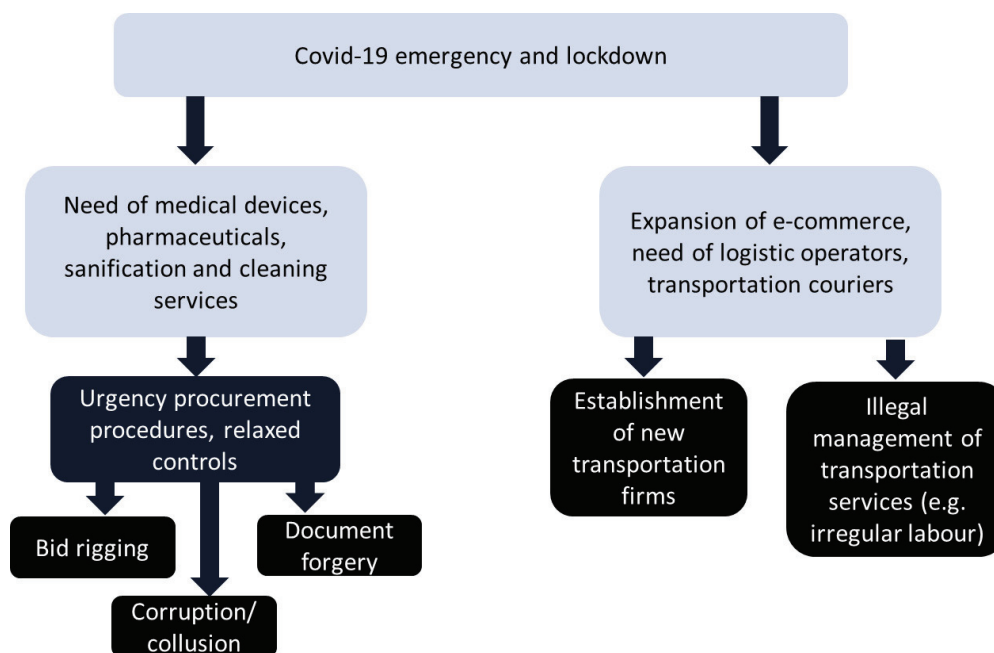 Covid-19 emergency and lockdown
Need of medical devices,
pharmaceuticals,
sanification and cleaning
services
Expansion of e-commerce,
need of logistic operators,
transportation couriers
Urgency procurement
procedures, relaxed
controls
Establishment
of new
transportation
firms
Illegal
management of
transportation
services (e.g.
irregular labour)
Bid rigging
Document
forgery
Corruption/
collusion